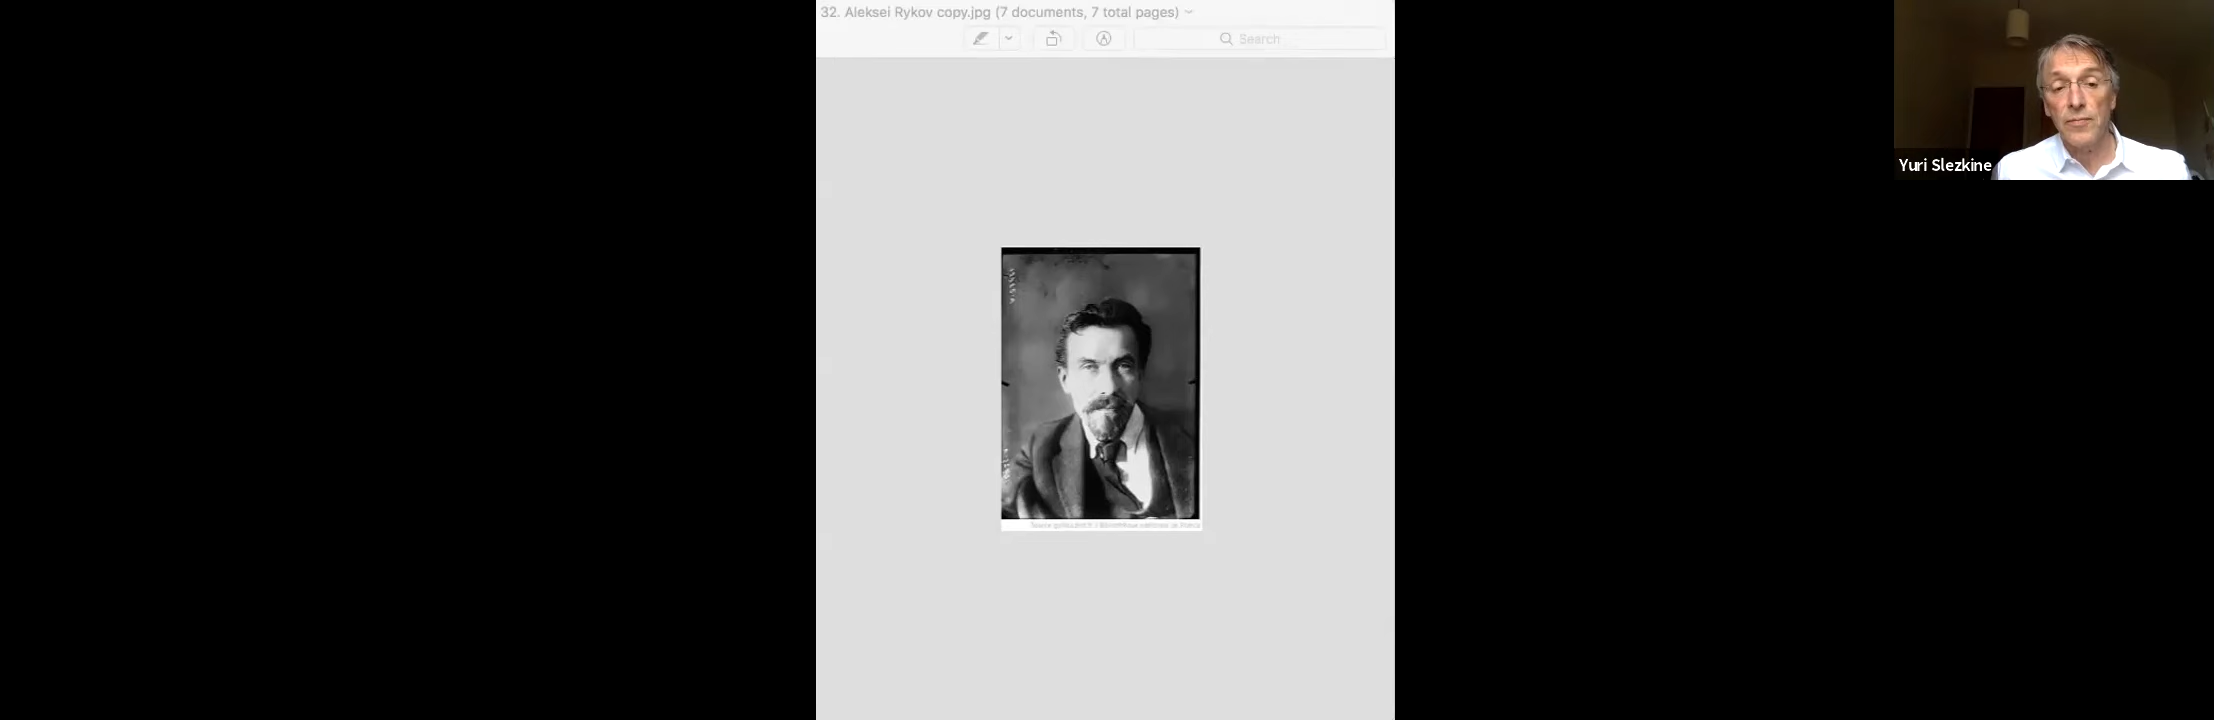 32. Aleksei Rykov copy.jpg (7 documents, 7 total pages)
Search
Yuri Slezkine